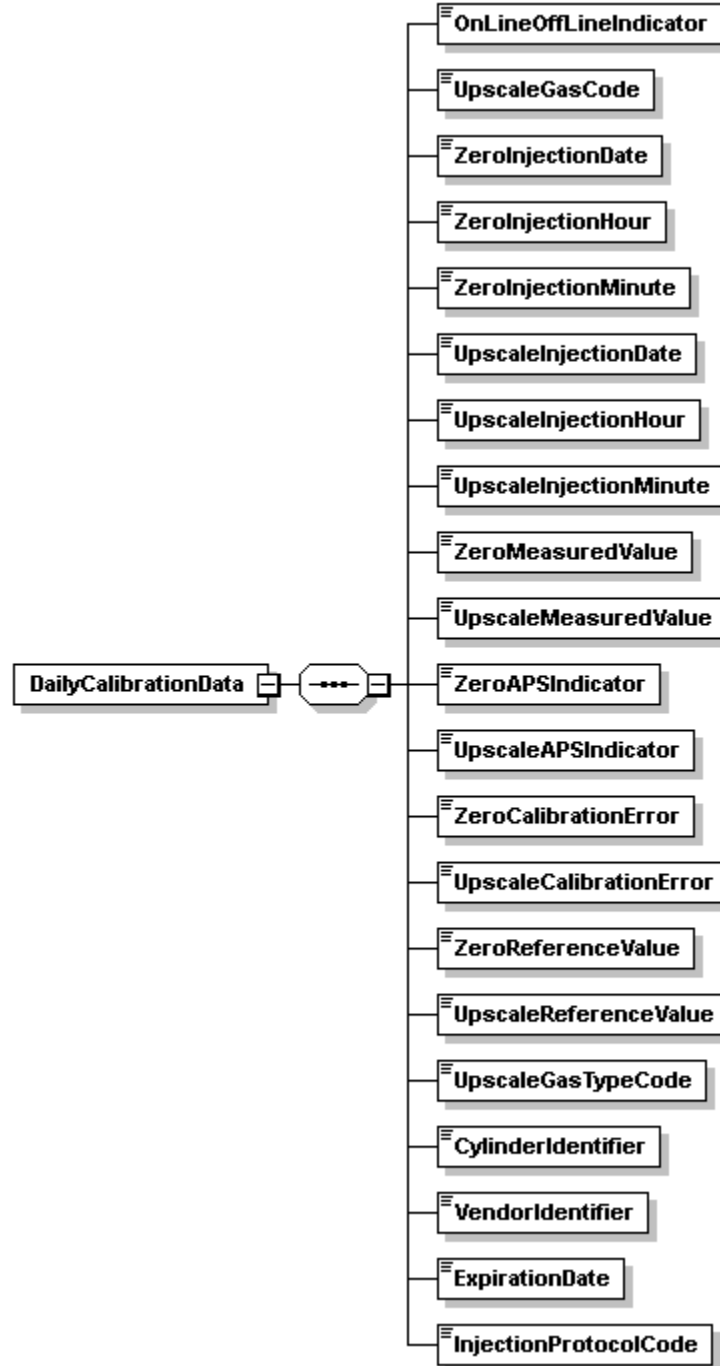 OnLineOffLineIndicator
UpscaleGasCode
ZeroInjectionDate
ZeroInjectionHour
ZeroInjectionMinute
UpscaleInjectionDate
UpscaleInjectionHour
UpscaleInjectionMinute
ZeroMeasuredValue
UpscaleMeasuredValue
DailyCalibrationData
ZeroAPSIndicator
UpscaleAPSIndicator
ZeroCalibrationError
UpscaleCalibrationError
ZeroReferenceValue
UpscaleReferenceValue
UpscaleGasTypeCode
CylinderIdentifier
VendorIdentifier
ExpirationDate
InjectionProtocolCode